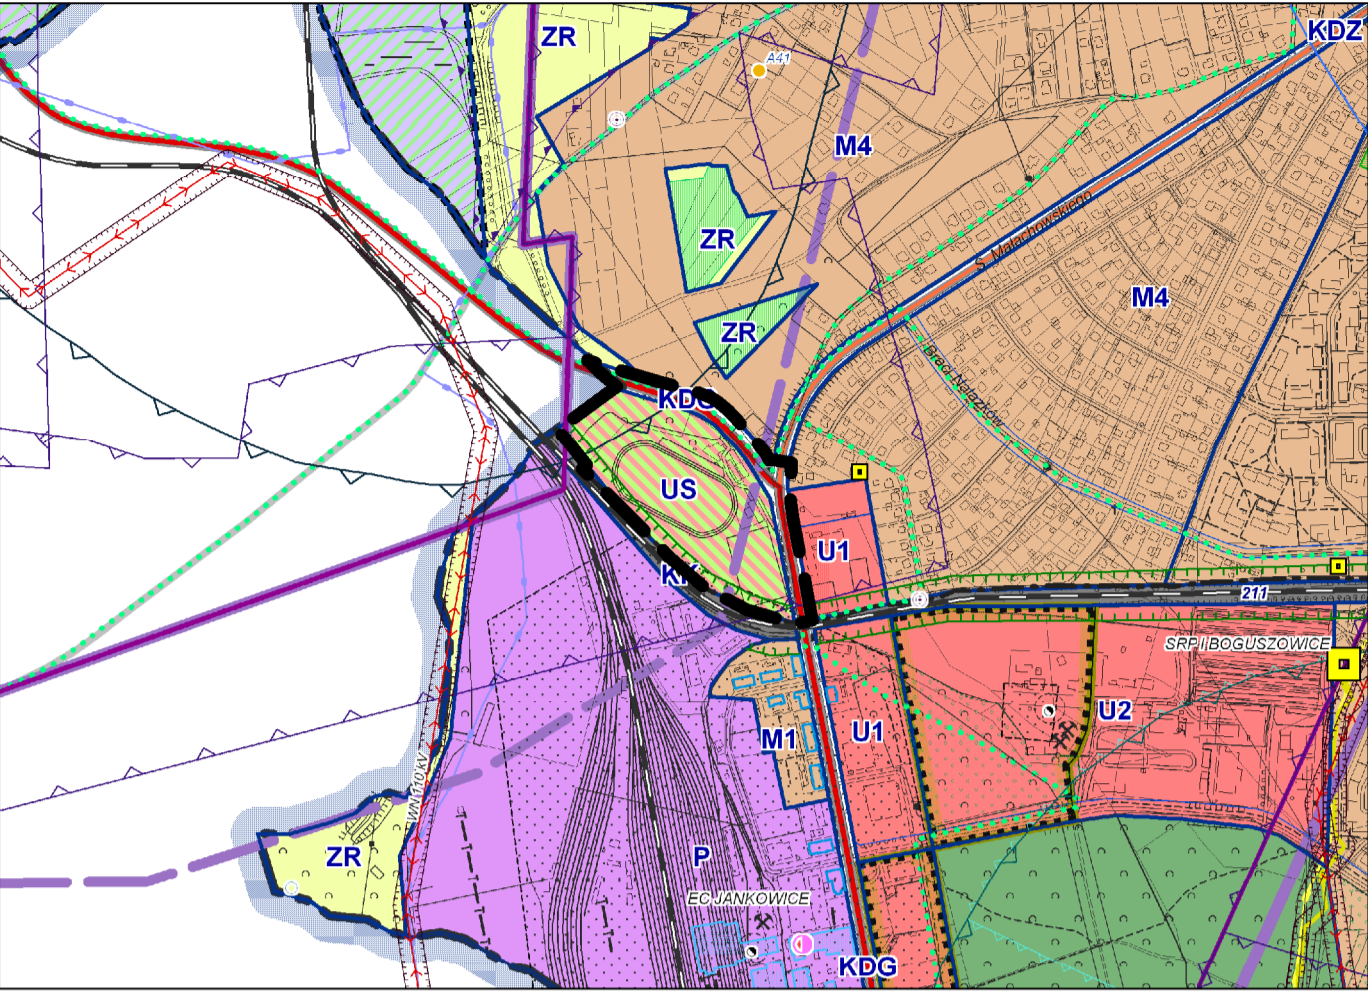 KDZ
ZR
A41
M4
S. Małachowskiego
ZR
M4
ZR
Braci Nalazków
KDG
US
U1
KK
211
SRP I BOGUSZOWICE
U2
M1
U1
WN 110 kV
ZR
P
EC JANKOWICE
KDG